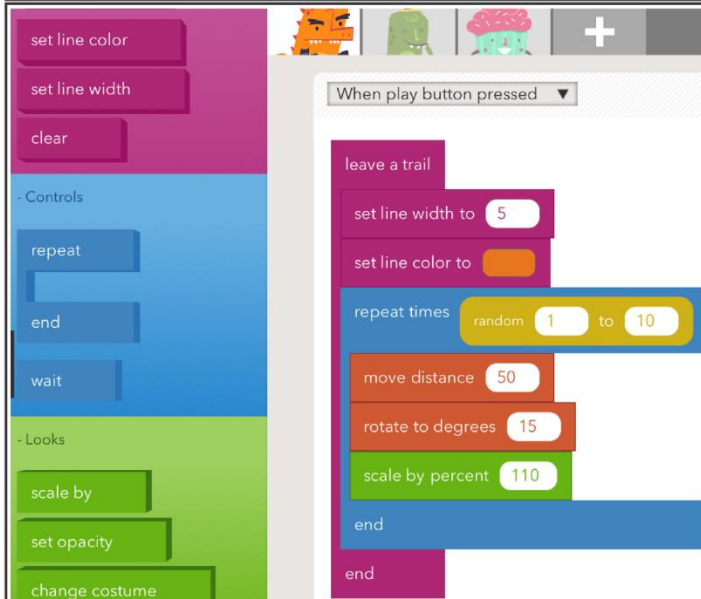 set line color
set line width
clear
- Controls
repeat
end
wait
- Looks
scale by
set opacity
change costume
+
When play button pressed ▼
leave a trail
set line width to 5
set line color to
repeat times random 1 to 10
move distance 50
rotate to degrees 15
scale by percent 110
end
end